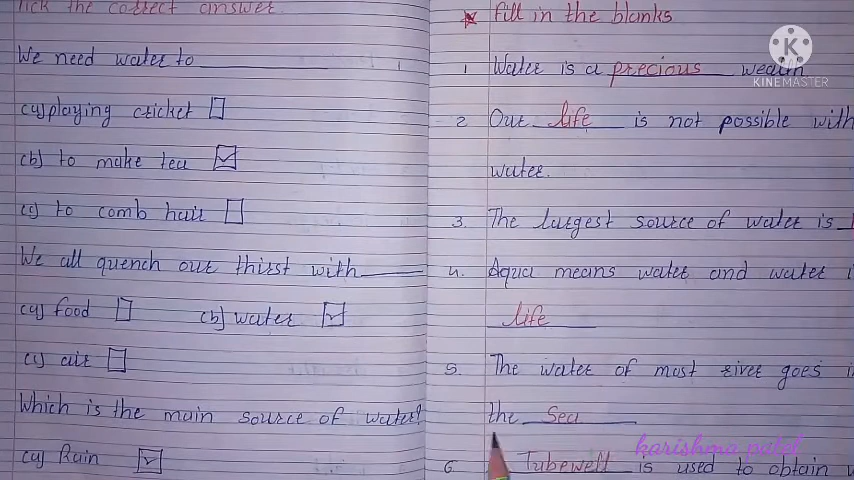 Tick the correct answer
We need water to
(a) playing cricket
(b) to make tea
(c) to comb hair
We all quench our thirst with
(a) food (b) water
(c) air
Which is the main source of water?
(a) Rain
Fill in the blanks
1 Water is a precious wealth
2 Our life is not possible with
water.
3. The largest source of water is
4. Aqua means water and water i
life
5. The water of most river goes i
the Sea
6 Tubewell is used to obtain
K
KINEMASTER
karishma patel